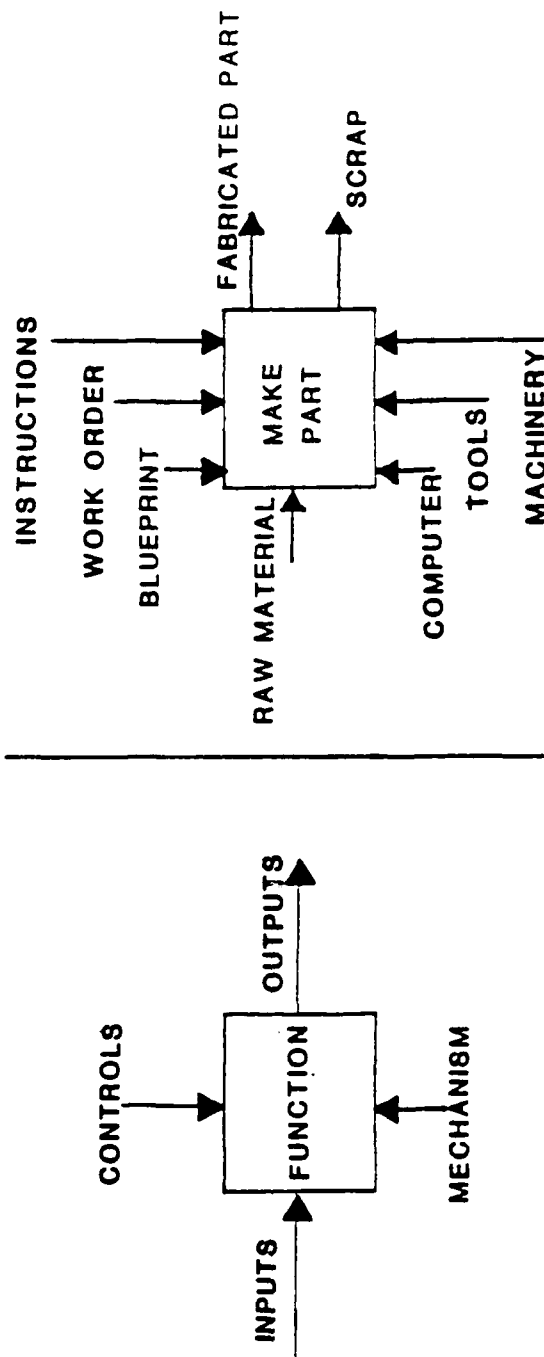 CONTROLS
INPUTS
FUNCTION
OUTPUTS
MECHANISM
INSTRUCTIONS
WORK ORDER
BLUEPRINT
RAW MATERIAL
MAKE
PART
FABRICATED PART
SCRAP
COMPUTER
TOOLS
MACHINERY